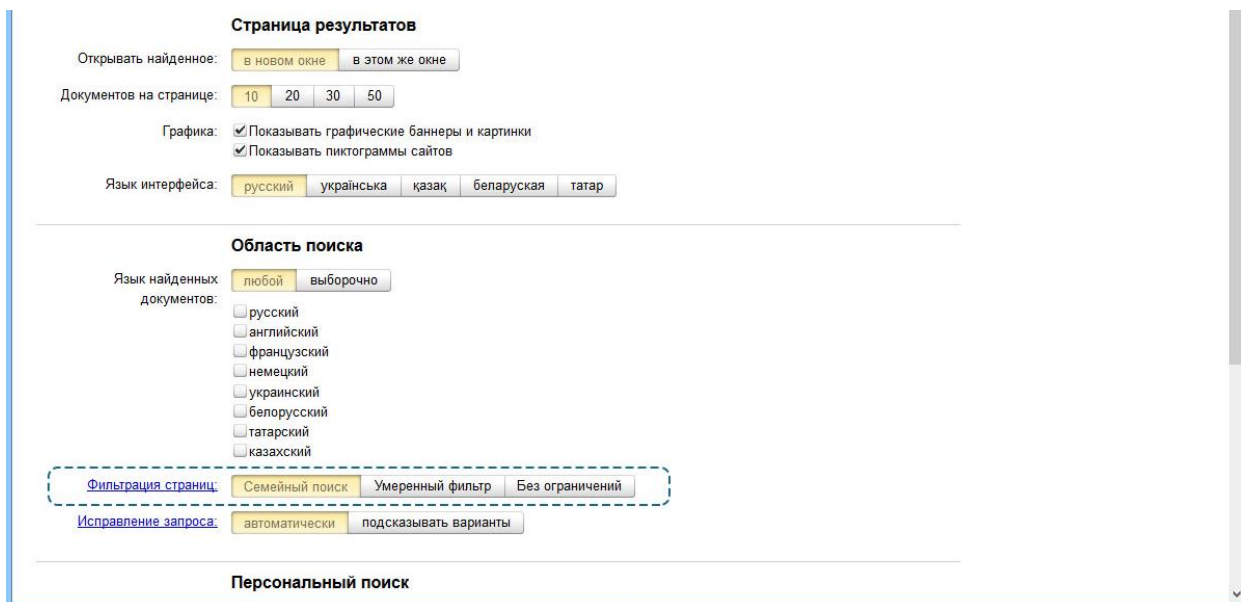 Страница результатов
Открывать найденное: в новом окне в этом же окне
Документов на странице: 10 20 30 50
Графика: Показывать графические баннеры и картинки
Показывать пиктограммы сайтов
Язык интерфейса: русский українська қазақ беларуская татар
Область поиска
Язык найденных документов: любой выборочно
русский
английский
французский
немецкий
украинский
белорусский
татарский
казахский
Фильтрация страниц: Семейный поиск Умеренный фильтр Без ограничений
Исправление запроса: автоматически подсказывать варианты
Персональный поиск